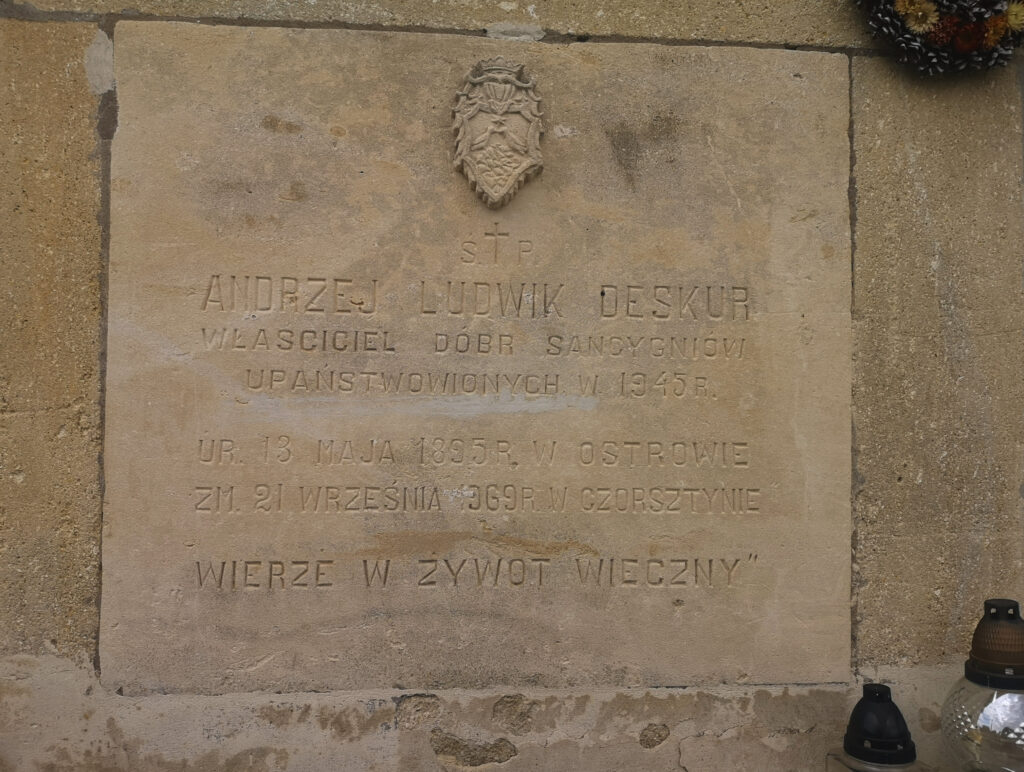 Ś † P
ANDRZEJ LUDWIK DESKUR
WŁAŚCICIEL DÓBR SANCYGNIÓW
UPAŃSTWOWIONYCH W 1945 R.
UR. 13 MAJA 1895 R. W OSTROWIE
ZM. 21 WRZEŚNIA 1969 R. W CZORSZTYNIE
„WIERZE W ŻYWOT WIECZNY"